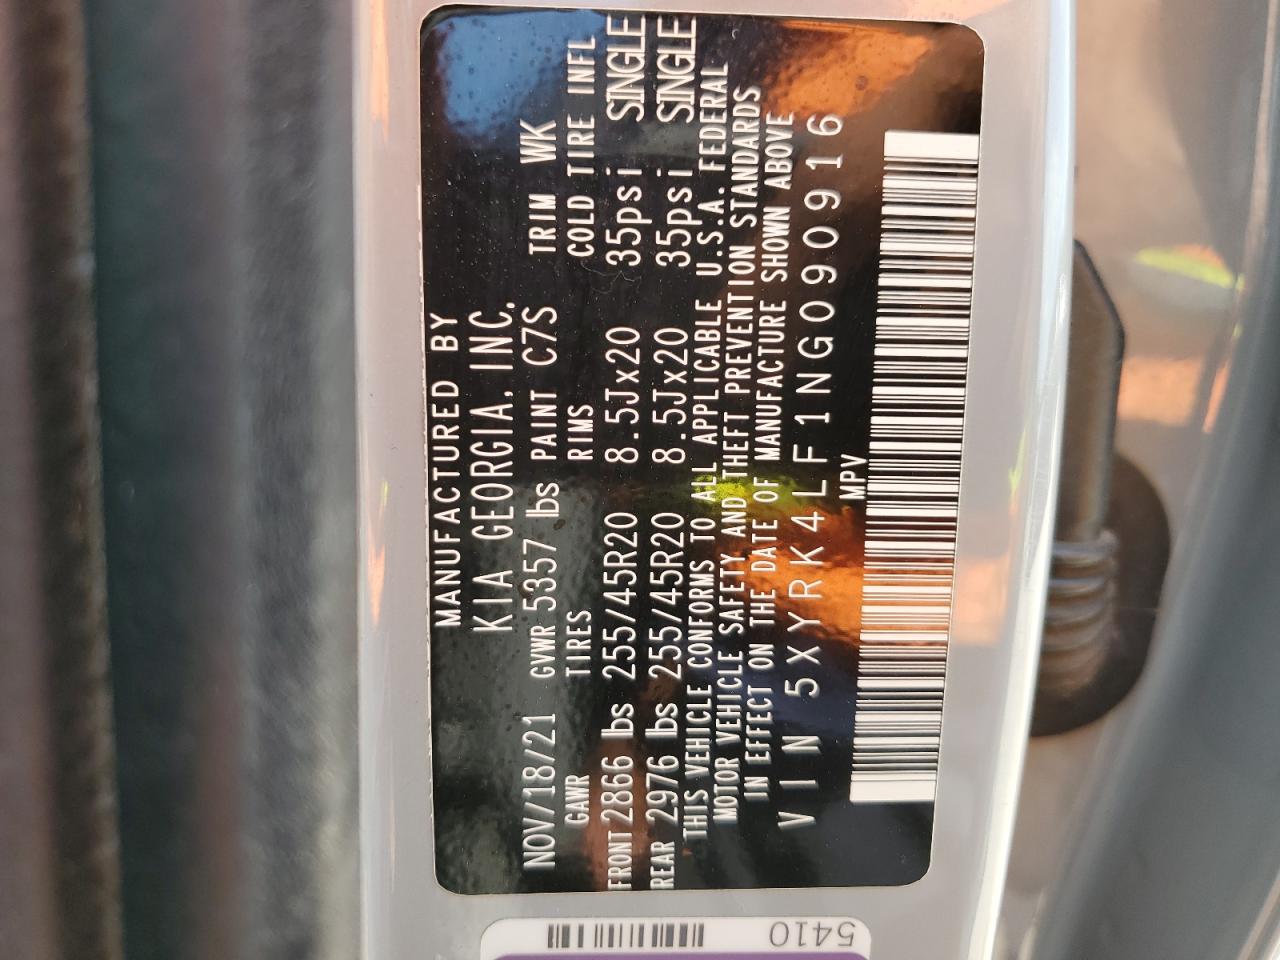 MANUFACTURED BY
KIA GEORGIA, INC.
NOV/18/21 GVWR 5357 lbs PAINT C7S TRIM WK
GAWR TIRES RIMS COLD TIRE INFL
FRONT 2866 lbs 255/45R20 8.5Jx20 35psi SINGLE
REAR 2976 lbs 255/45R20 8.5Jx20 35psi SINGLE
THIS VEHICLE CONFORMS TO ALL APPLICABLE U.S.A. FEDERAL
MOTOR VEHICLE SAFETY AND THEFT PREVENTION STANDARDS
IN EFFECT ON THE DATE OF MANUFACTURE SHOWN ABOVE
VIN 5XYRK4LF1NG090916
MPV
5410